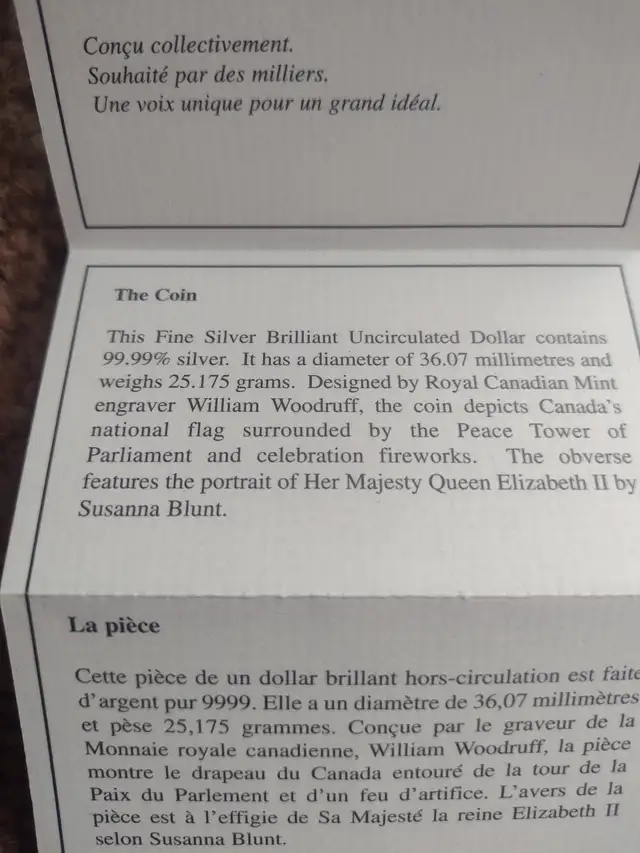 Conçu collectivement.
Souhaité par des milliers.
Une voix unique pour un grand idéal.
The Coin
This Fine Silver Brilliant Uncirculated Dollar contains
99.99% silver. It has a diameter of 36.07 millimetres and
weighs 25.175 grams. Designed by Royal Canadian Mint
engraver William Woodruff, the coin depicts Canada's
national flag surrounded by the Peace Tower of
Parliament and celebration fireworks. The obverse
features the portrait of Her Majesty Queen Elizabeth II by
Susanna Blunt.
La pièce
Cette pièce de un dollar brillant hors-circulation est faite
d'argent pur 9999. Elle a un diamètre de 36,07 millimètres
et pèse 25,175 grammes. Conçue par le graveur de la
Monnaie royale canadienne, William Woodruff, la pièce
montre le drapeau du Canada entouré de la tour de la
Paix du Parlement et d'un feu d'artifice. L'avers de la
pièce est à l'effigie de Sa Majesté la reine Elizabeth II
selon Susanna Blunt.